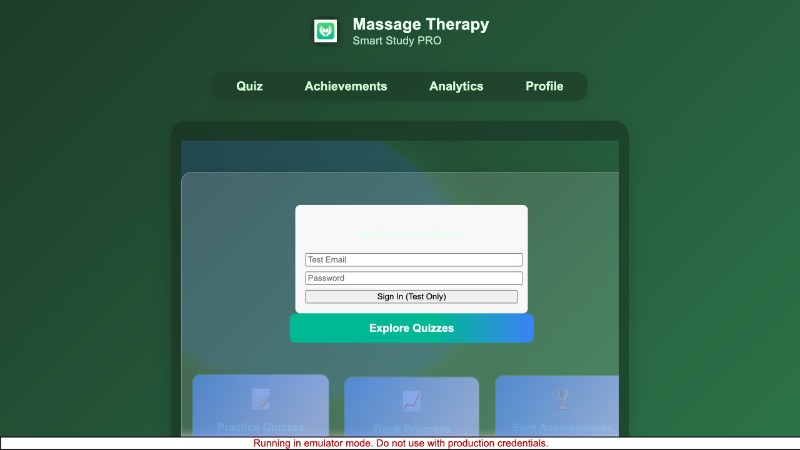 Massage Therapy
Smart Study PRO
Quiz Achievements Analytics Profile
Test Email
Password
Sign In (Test Only)
Explore Quizzes
Practice Quizzes Track Progress Earn Achievements
Running in emulator mode. Do not use with production credentials.